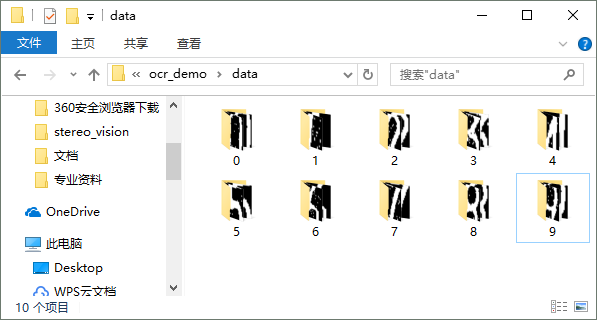 data
文件 主页 共享 查看
ocr_demo data
搜索"data"
360安全浏览器下载
stereo_vision
文档
专业资料
OneDrive
此电脑
Desktop
WPS云文档
0 1 2 3 4
5 6 7 8 9
10 个项目